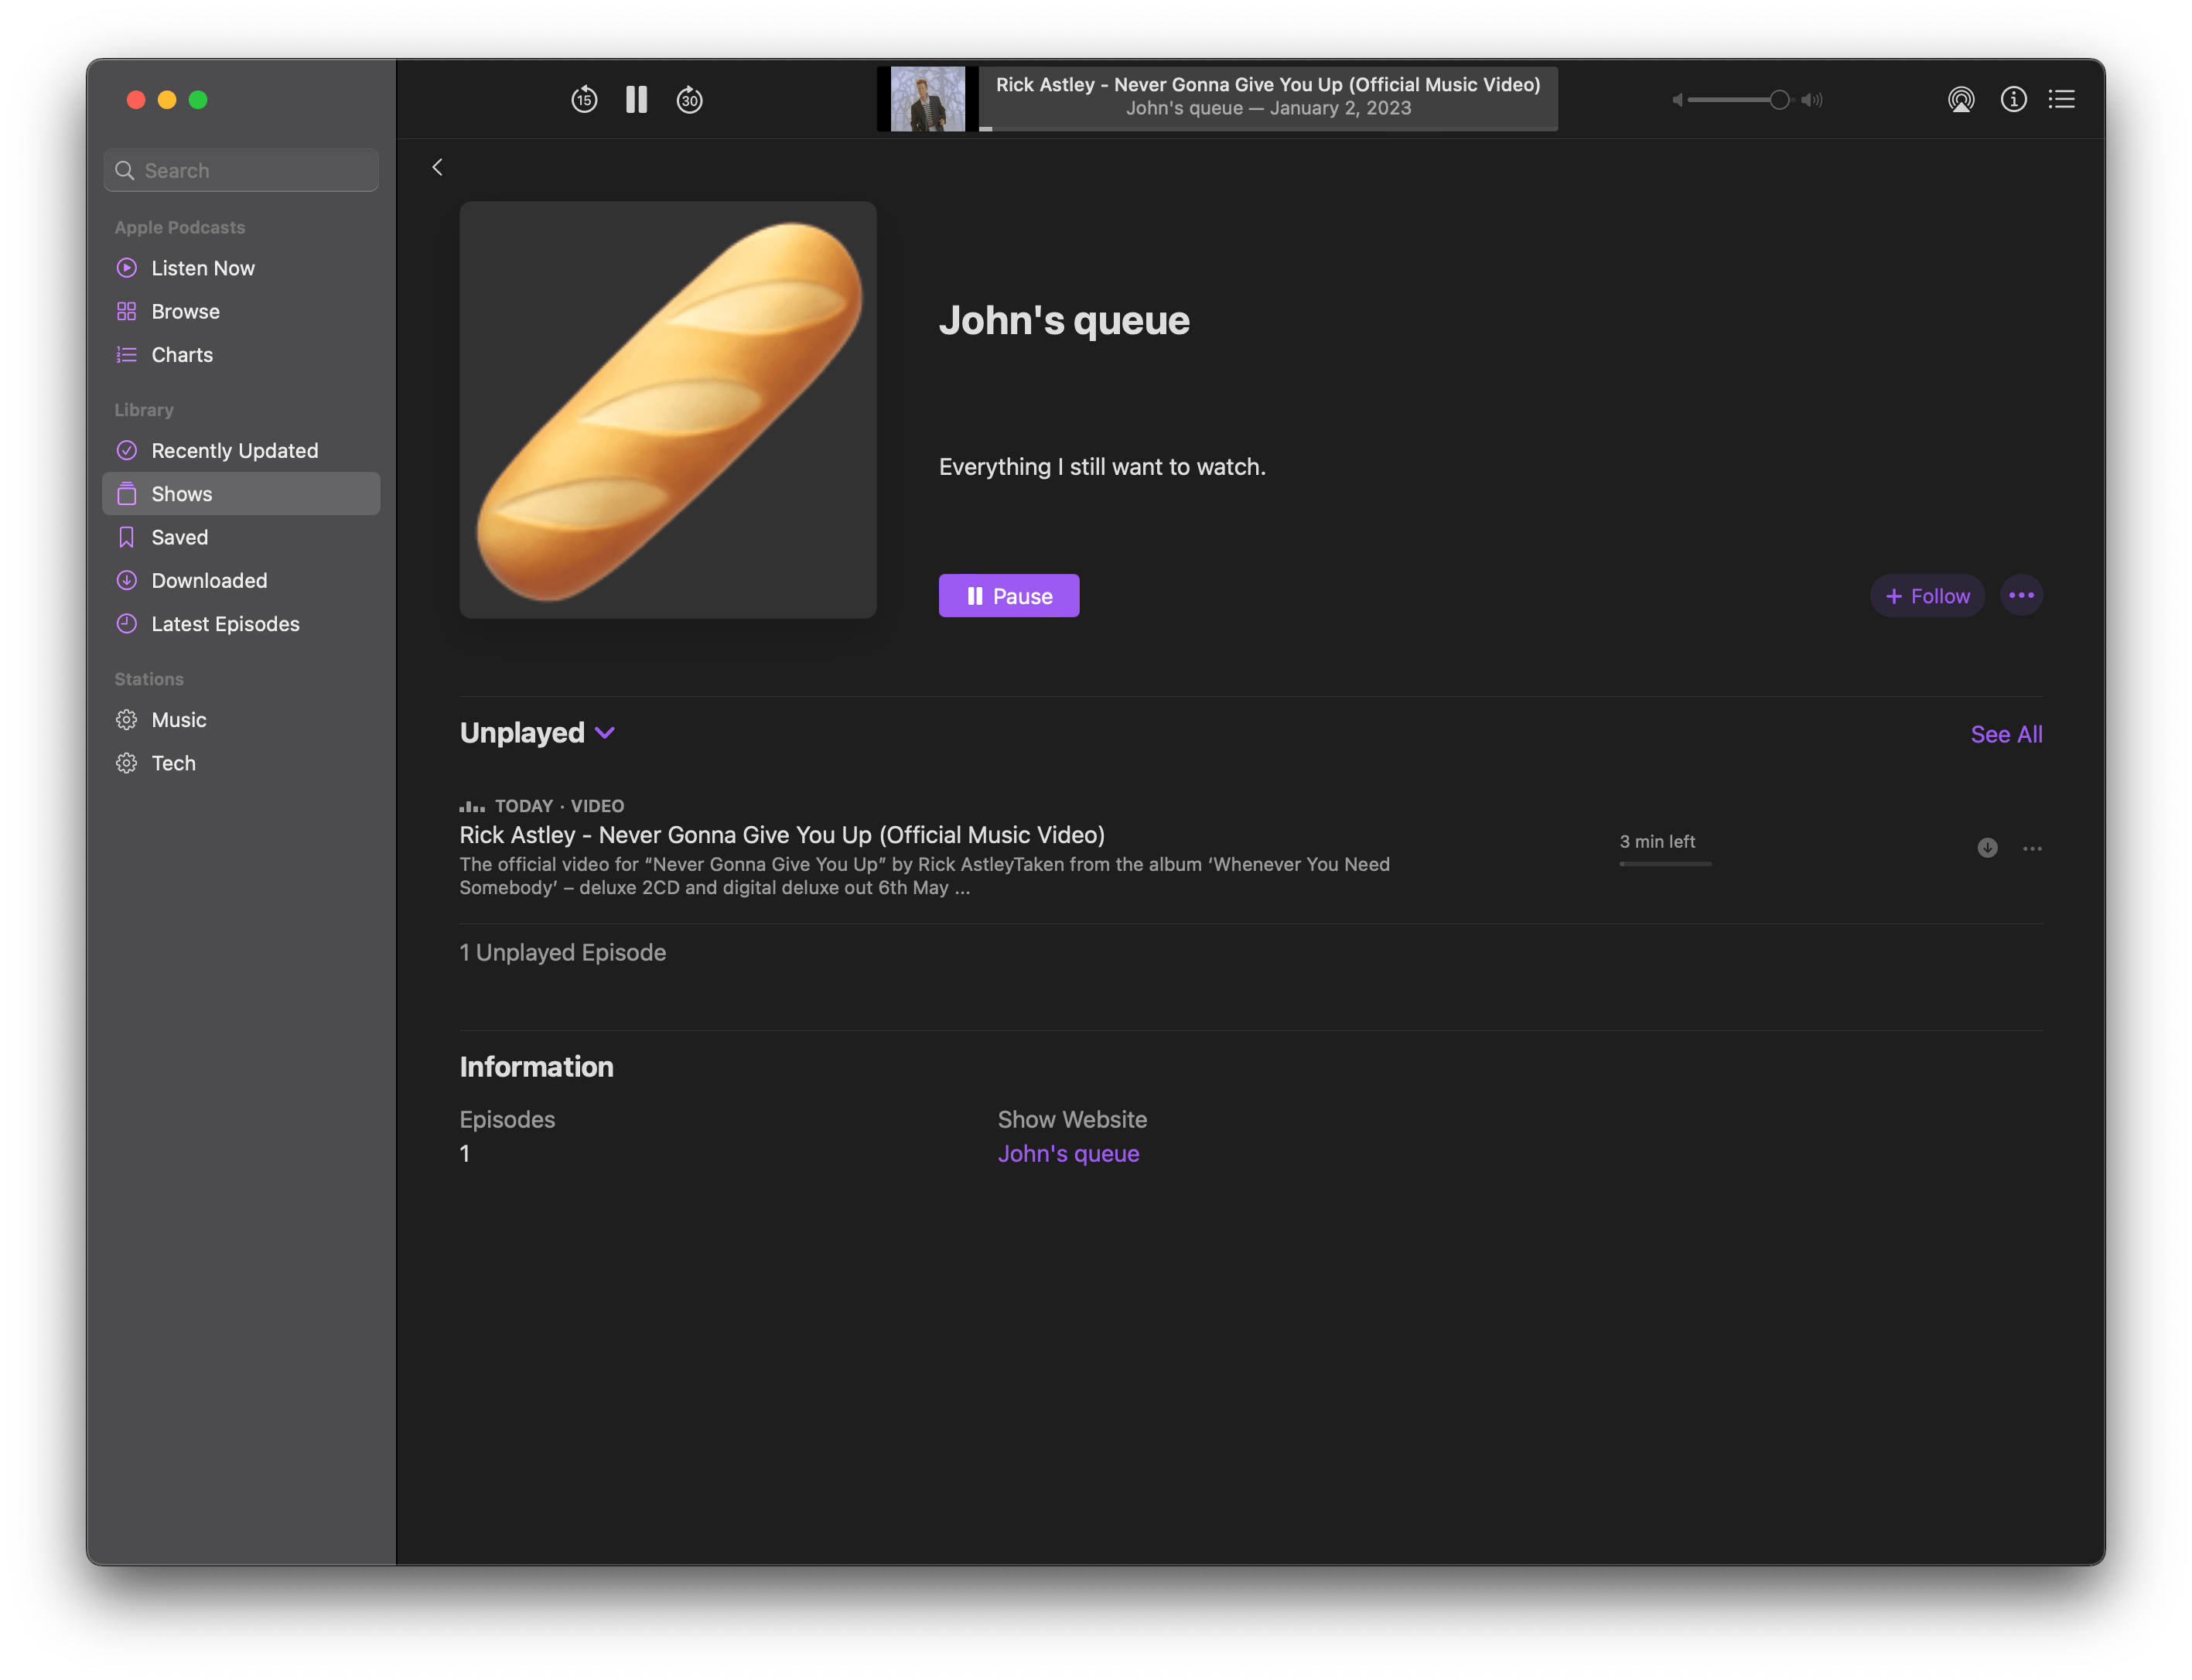 15
30
Rick Astley - Never Gonna Give You Up (Official Music Video)
John's queue — January 2, 2023
Search
Apple Podcasts
Listen Now
Browse
Charts
Library
Recently Updated
Shows
Saved
Downloaded
Latest Episodes
Stations
Music
Tech
John's queue
Everything I still want to watch.
Pause
+ Follow
Unplayed
See All
TODAY · VIDEO
Rick Astley - Never Gonna Give You Up (Official Music Video)
The official video for “Never Gonna Give You Up” by Rick AstleyTaken from the album ‘Whenever You Need
Somebody’ – deluxe 2CD and digital deluxe out 6th May ...
3 min left
1 Unplayed Episode
Information
Episodes
1
Show Website
John's queue